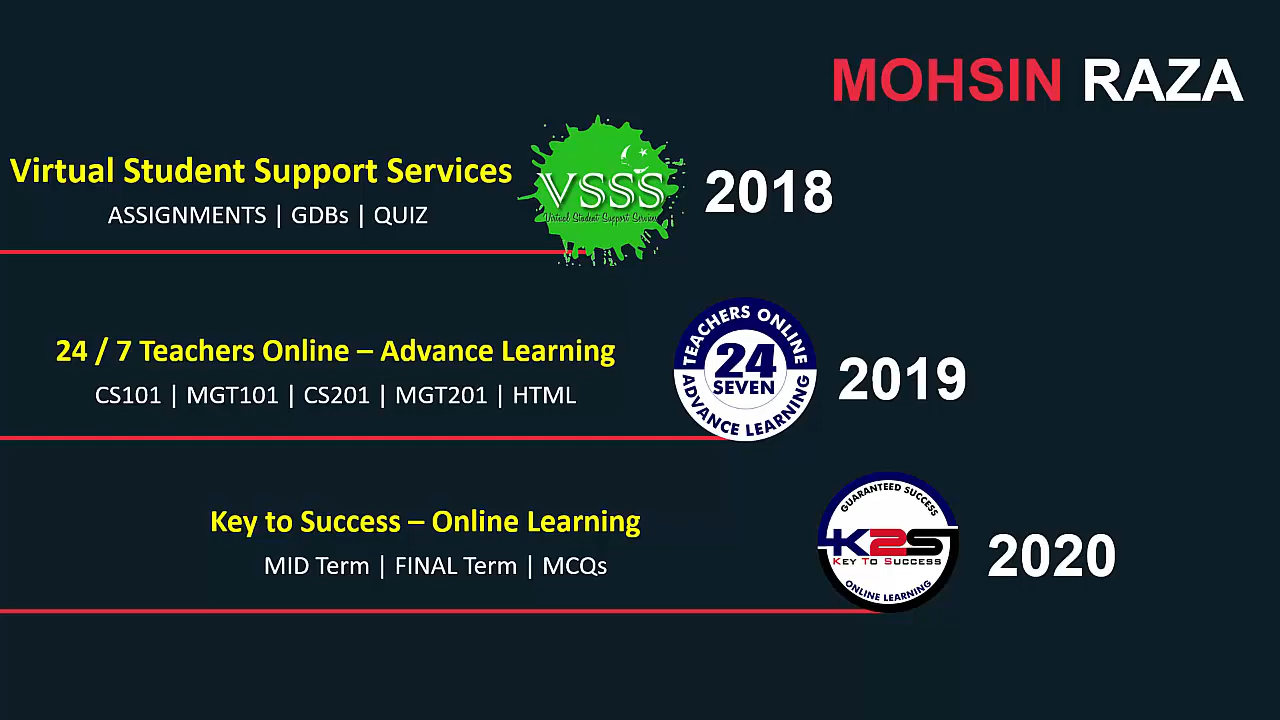 MOHSIN RAZA
Virtual Student Support Services
ASSIGNMENTS | GDBs | QUIZ
VSSS
Virtual Student Support Services
2018
24 / 7 Teachers Online – Advance Learning
CS101 | MGT101 | CS201 | MGT201 | HTML
TEACHERS ONLINE
24
SEVEN
ADVANCE LEARNING
2019
Key to Success – Online Learning
MID Term | FINAL Term | MCQs
GUARANTEED SUCCESS
K2S
KEY TO SUCCESS
ONLINE LEARNING
2020